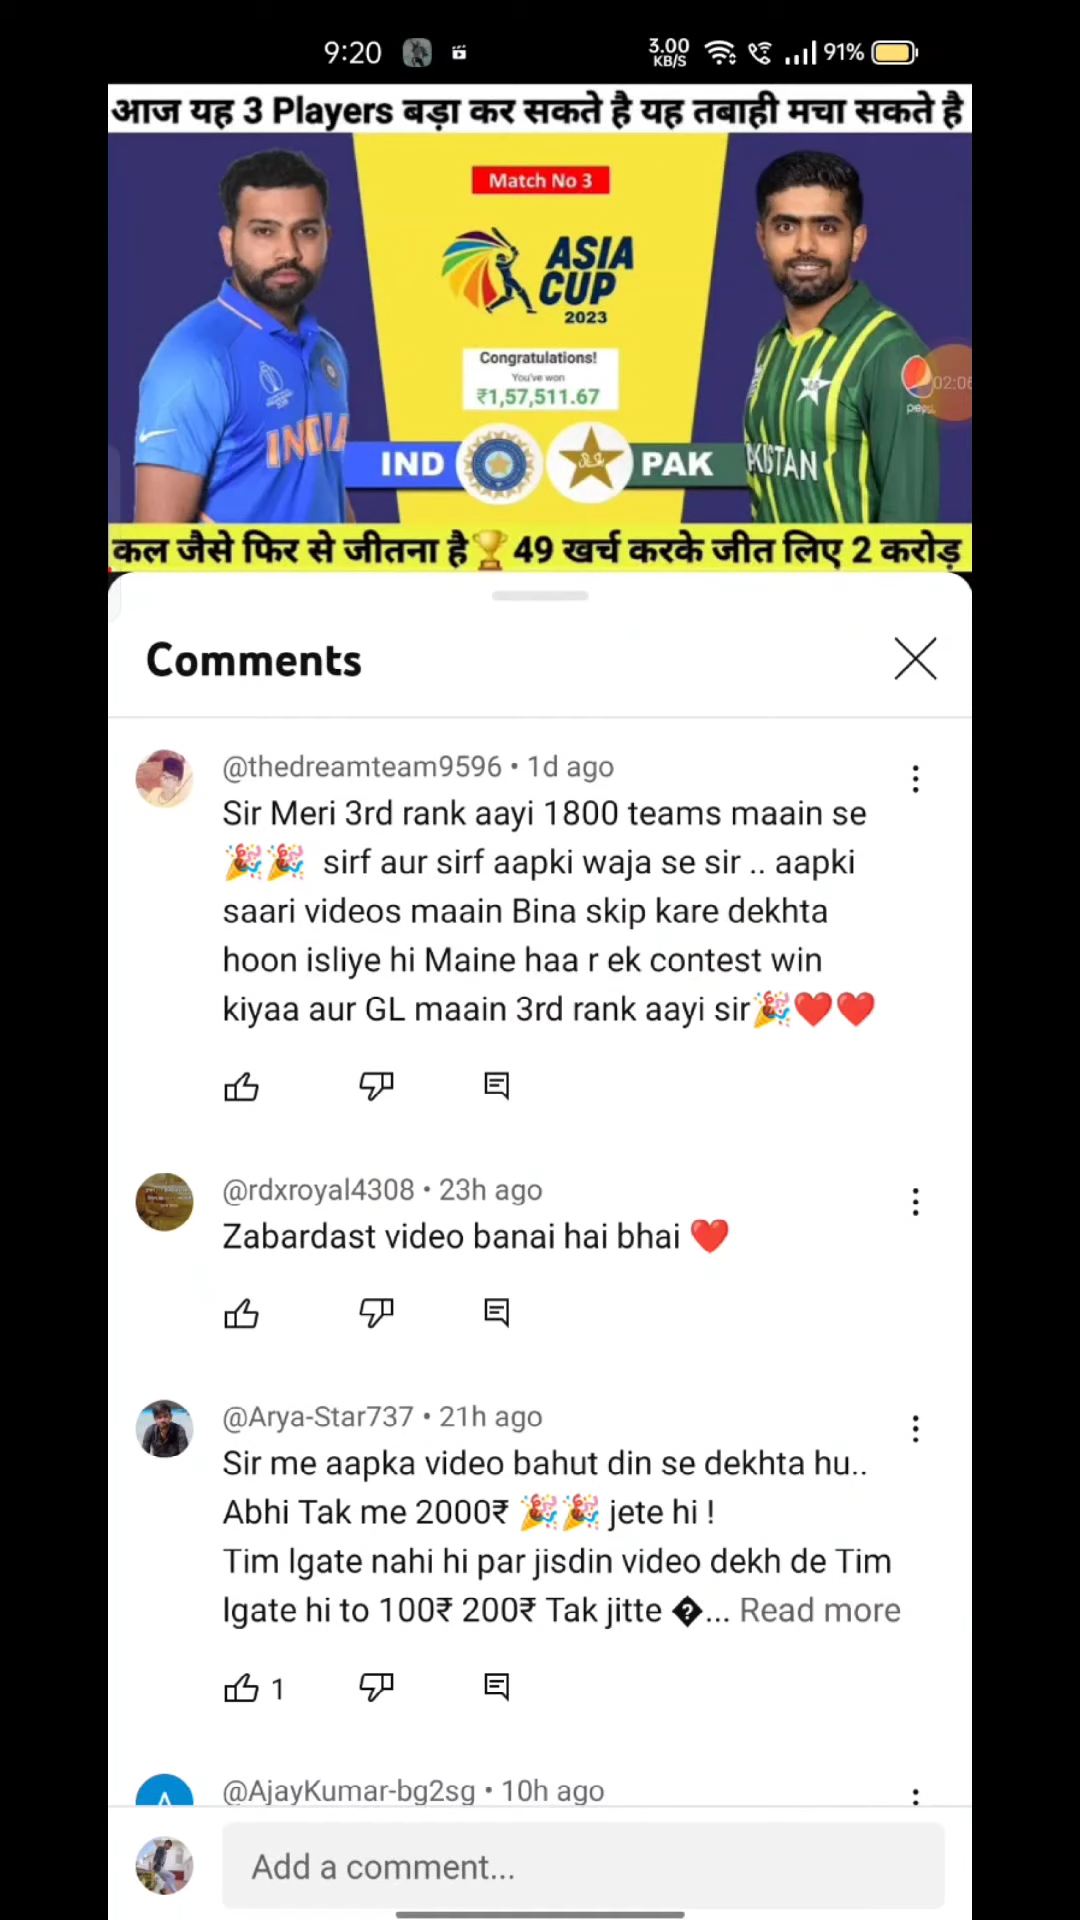 9:20
3.00
KB/S
91%
आज यह 3 Players बड़ा कर सकते है यह तबाही मचा सकते है
Match No 3
ASIA
CUP
2023
Congratulations!
You've won
₹1,57,511.67
INDIA
IND
PAK
KISTAN
pepsi
02:06
कल जैसे फिर से जीतना है🏆49 खर्च करके जीत लिए 2 करोड़
Comments
@thedreamteam9596 • 1d ago
Sir Meri 3rd rank aayi 1800 teams maain se
🎉🎉 sirf aur sirf aapki waja se sir .. aapki
saari videos maain Bina skip kare dekhta
hoon isliye hi Maine haa r ek contest win
kiyaa aur GL maain 3rd rank aayi sir🎉❤️❤️
@rdxroyal4308 • 23h ago
Zabardast video banai hai bhai ❤️
@Arya-Star737 • 21h ago
Sir me aapka video bahut din se dekhta hu..
Abhi Tak me 2000₹ 🎉🎉 jete hi !
Tim lgate nahi hi par jisdin video dekh de Tim
lgate hi to 100₹ 200₹ Tak jitte �... Read more
1
A
@AjayKumar-bg2sg • 10h ago
Add a comment...